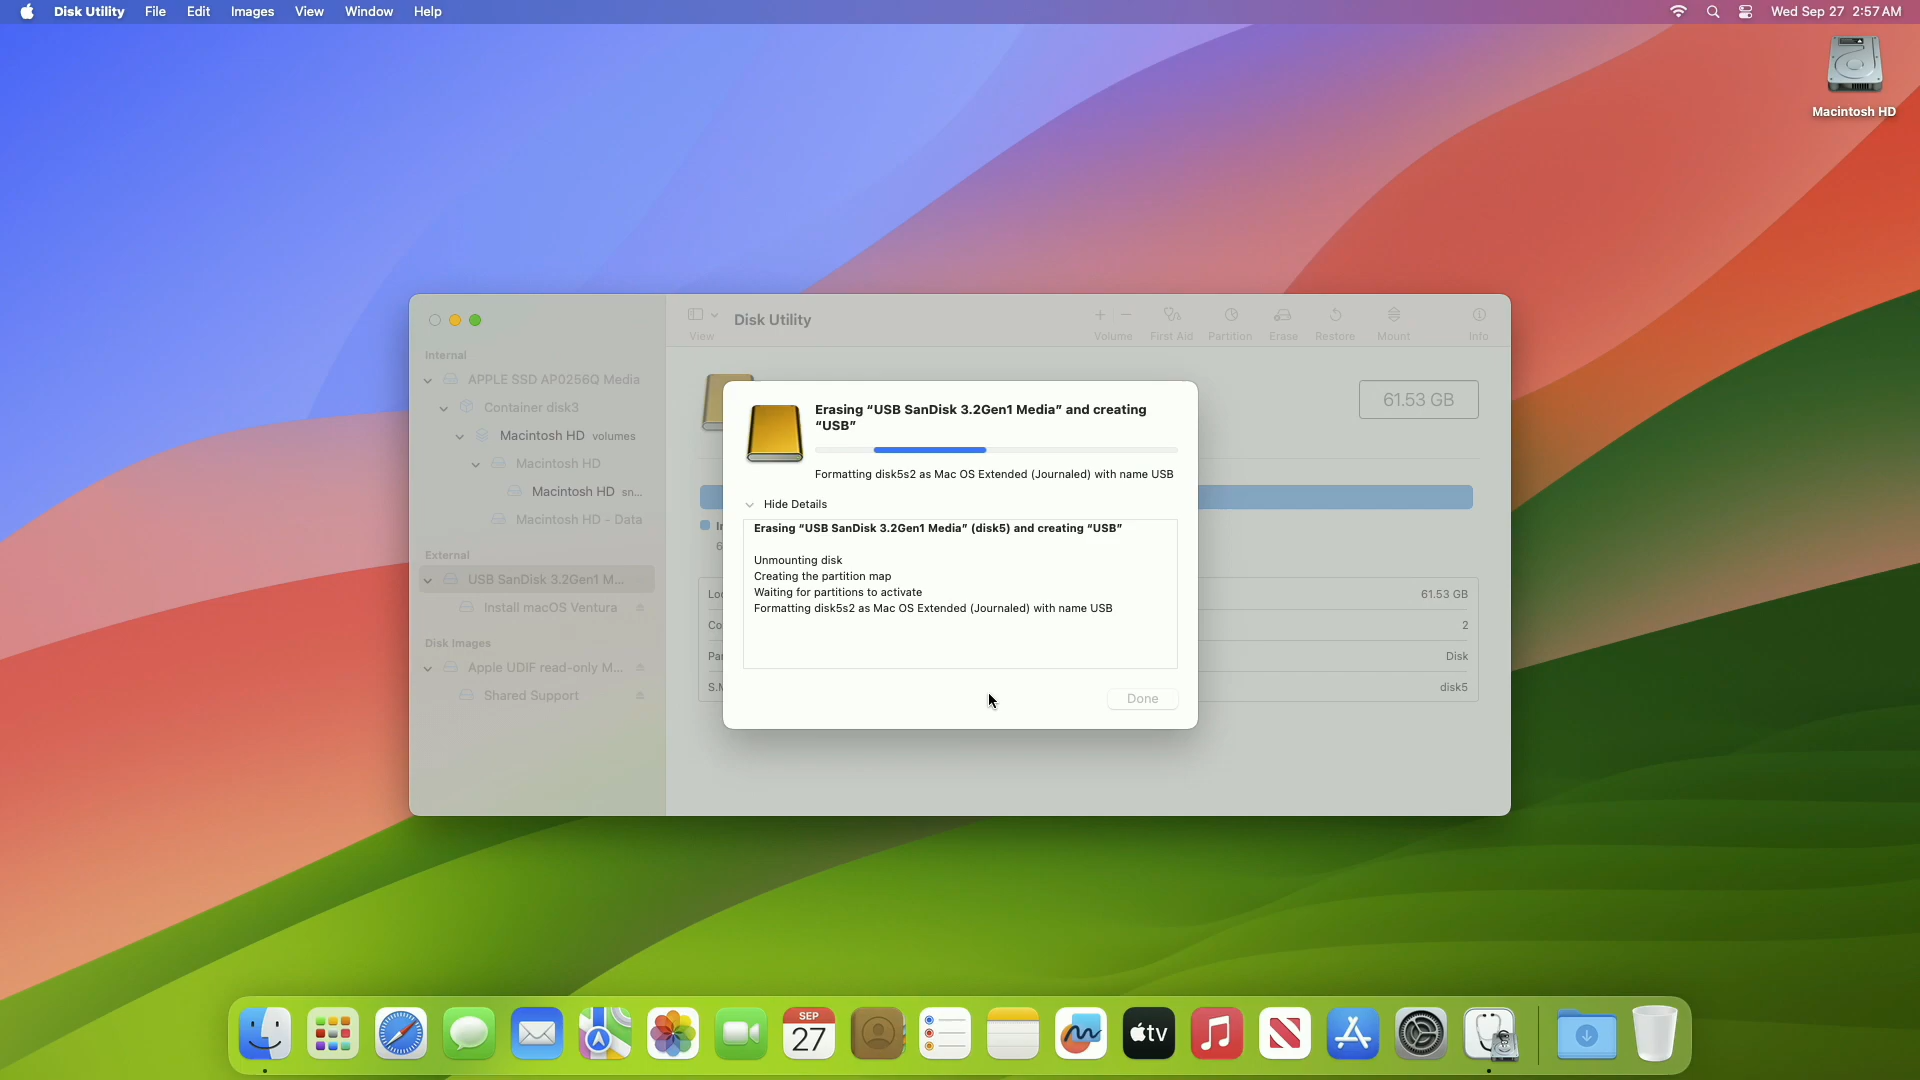 Disk Utility File Edit Images View Window Help
Wed Sep 27 2:57 AM
Macintosh HD
Disk Utility
View
Volume First Aid Partition Erase Restore Mount
Info
Internal
APPLE SSD AP0256Q Media
Container disk3
Macintosh HD volumes
Macintosh HD
Macintosh HD sn...
Macintosh HD - Data
External
USB SanDisk 3.2Gen1 M...
Install macOS Ventura
Disk Images
Apple UDIF read-only M...
Shared Support
61.53 GB
Erasing “USB SanDisk 3.2Gen1 Media” and creating
“USB”
Formatting disk5s2 as Mac OS Extended (Journaled) with name USB
Hide Details
Erasing “USB SanDisk 3.2Gen1 Media” (disk5) and creating “USB”
Unmounting disk
Creating the partition map
Waiting for partitions to activate
Formatting disk5s2 as Mac OS Extended (Journaled) with name USB
Done
61.53 GB
2
Disk
disk5
SEP
27
tv